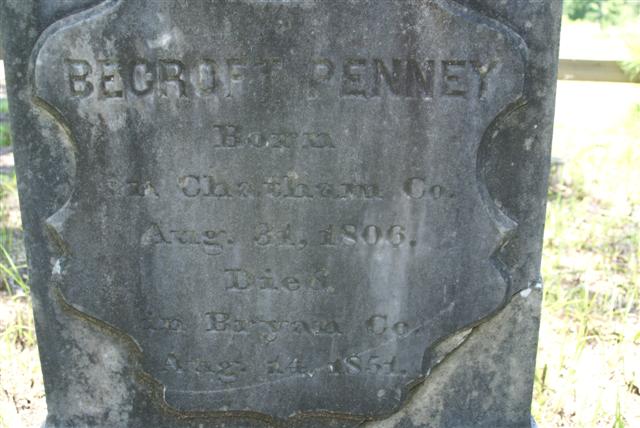 BECROFT PENNEY
Born
in Chatham Co.
Aug. 31, 1806.
Died
in Bryan Co.
Aug. 14, 1851.